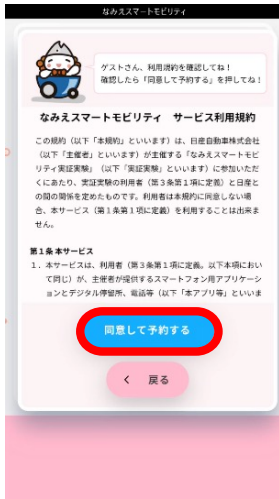 なみえスマートモビリティ
ゲストさん、利用規約を確認してね！
確認したら「同意して予約する」を押してね！
なみえスマートモビリティ　サービス利用規約
この規約（以下「本規約」といいます）は、日産自動車株式会社
（以下「主催者」といいます）が主催する「なみえスマートモビ
リティ実証実験」（以下「実証実験」といいます）に参加いただ
くにあたり、実証実験の利用者（第３条第１項に定義）と日産と
の間の関係を定めたものです。利用者は本規約に同意しない場
合、本サービス（第１条第１項に定義）を利用することは出来ま
せん。
第１条 本サービス
１．本サービスは、利用者（第３条第１項に定義。以下本項におい
て同じ）が、主催者が提供するスマートフォン用アプリケーシ
ョンとデジタル停留所、電話等（以下「本アプリ等」といいま
同意して予約する
く 戻る